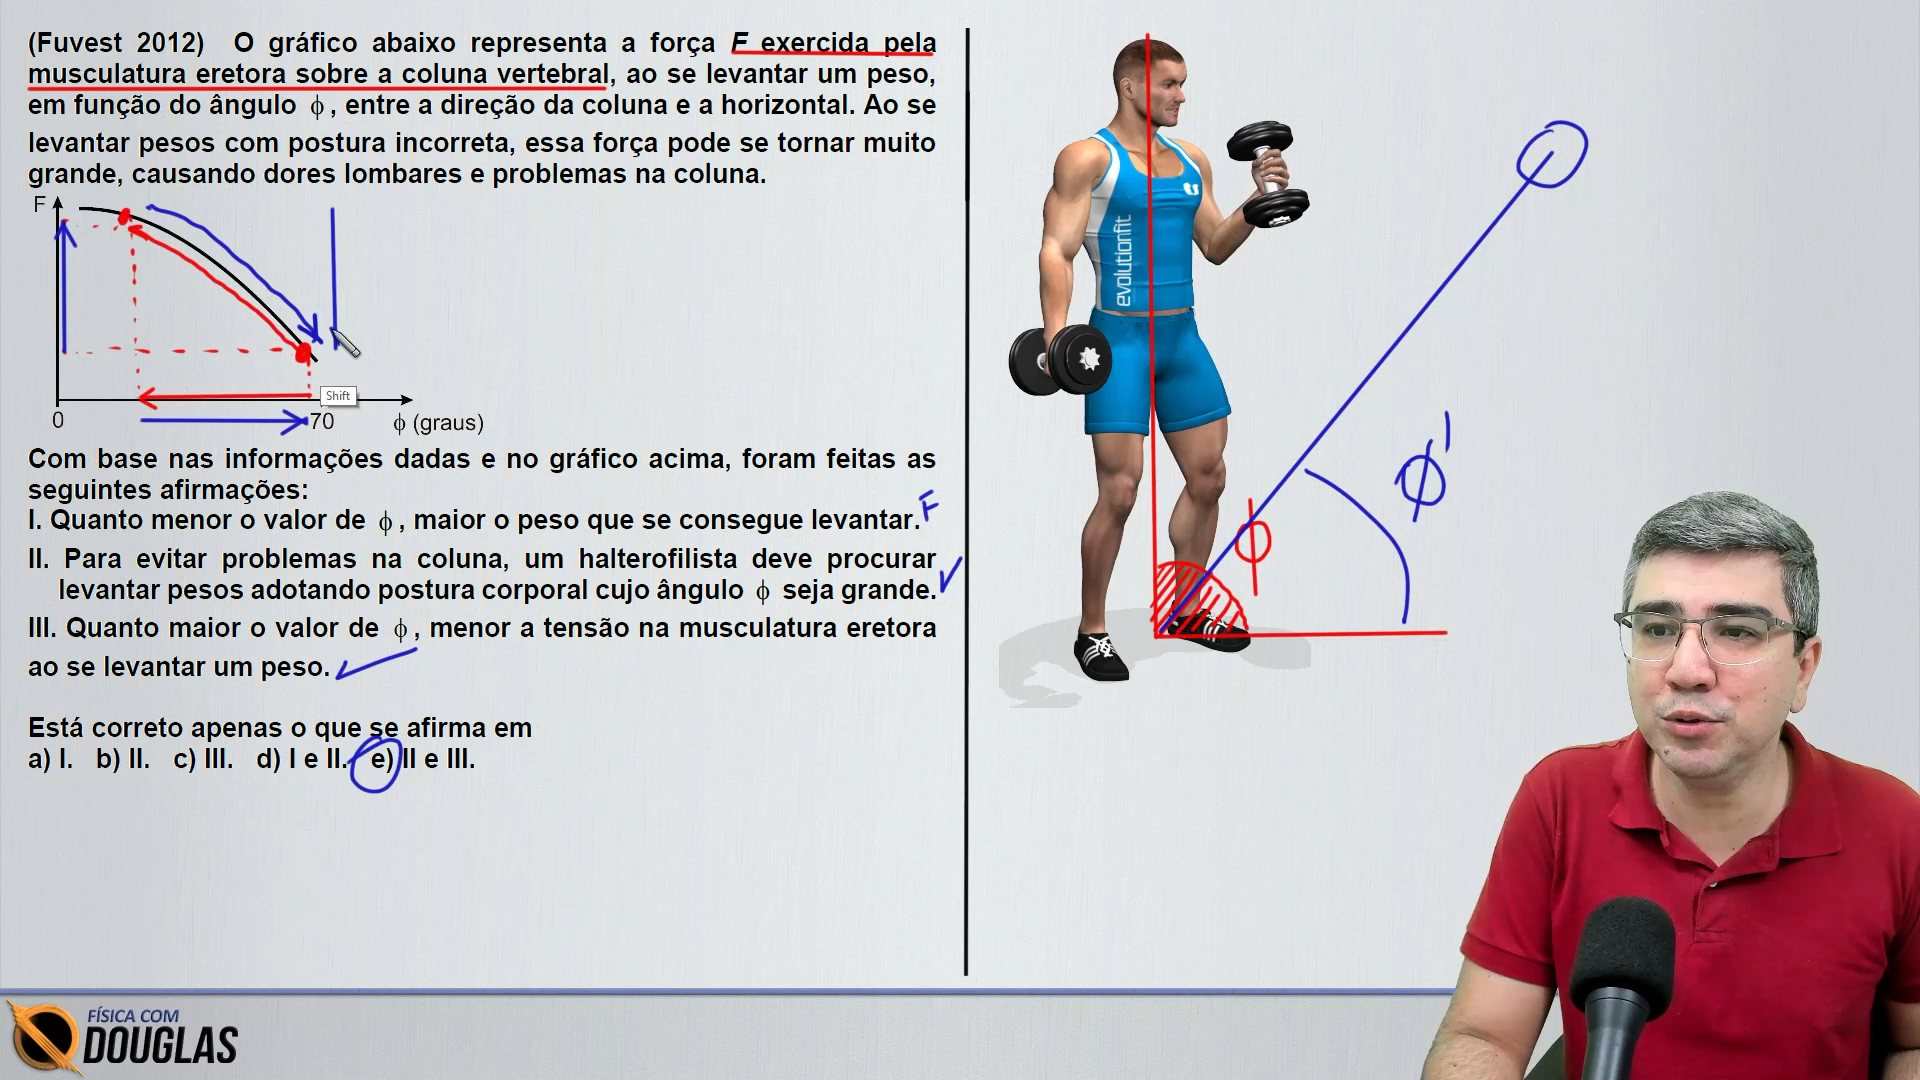 (Fuvest 2012) O gráfico abaixo representa a força F exercida pela
musculatura eretora sobre a coluna vertebral, ao se levantar um peso,
em função do ângulo ϕ, entre a direção da coluna e a horizontal. Ao se
levantar pesos com postura incorreta, essa força pode se tornar muito
grande, causando dores lombares e problemas na coluna.
F
Shift
0
70
ϕ (graus)
Com base nas informações dadas e no gráfico acima, foram feitas as
seguintes afirmações:
I. Quanto menor o valor de ϕ, maior o peso que se consegue levantar. F
II. Para evitar problemas na coluna, um halterofilista deve procurar
levantar pesos adotando postura corporal cujo ângulo ϕ seja grande.
III. Quanto maior o valor de ϕ, menor a tensão na musculatura eretora
ao se levantar um peso.
Está correto apenas o que se afirma em
a) I. b) II. c) III. d) I e II. e) II e III.
evolutionfit
ϕ'
ϕ
FÍSICA COM
DOUGLAS